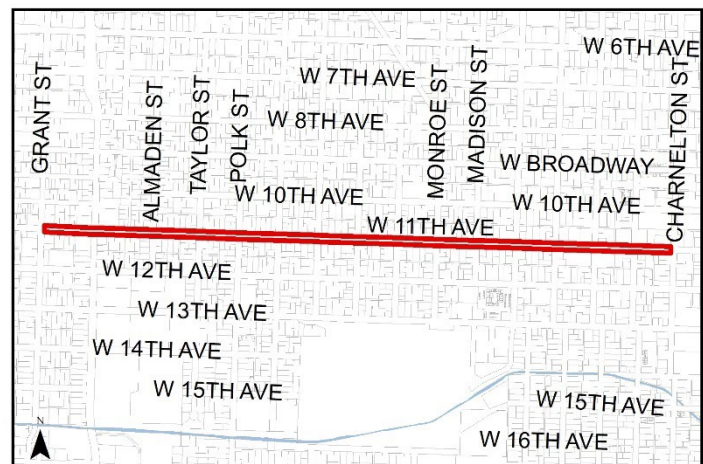 W 6TH AVE
W 7TH AVE
W 8TH AVE
GRANT ST
ALMADEN ST
TAYLOR ST
POLK ST
MONROE ST
MADISON ST
CHARNELTON ST
W BROADWAY
W 10TH AVE
W 10TH AVE
W 11TH AVE
W 12TH AVE
W 13TH AVE
W 14TH AVE
W 15TH AVE
W 15TH AVE
W 16TH AVE
N